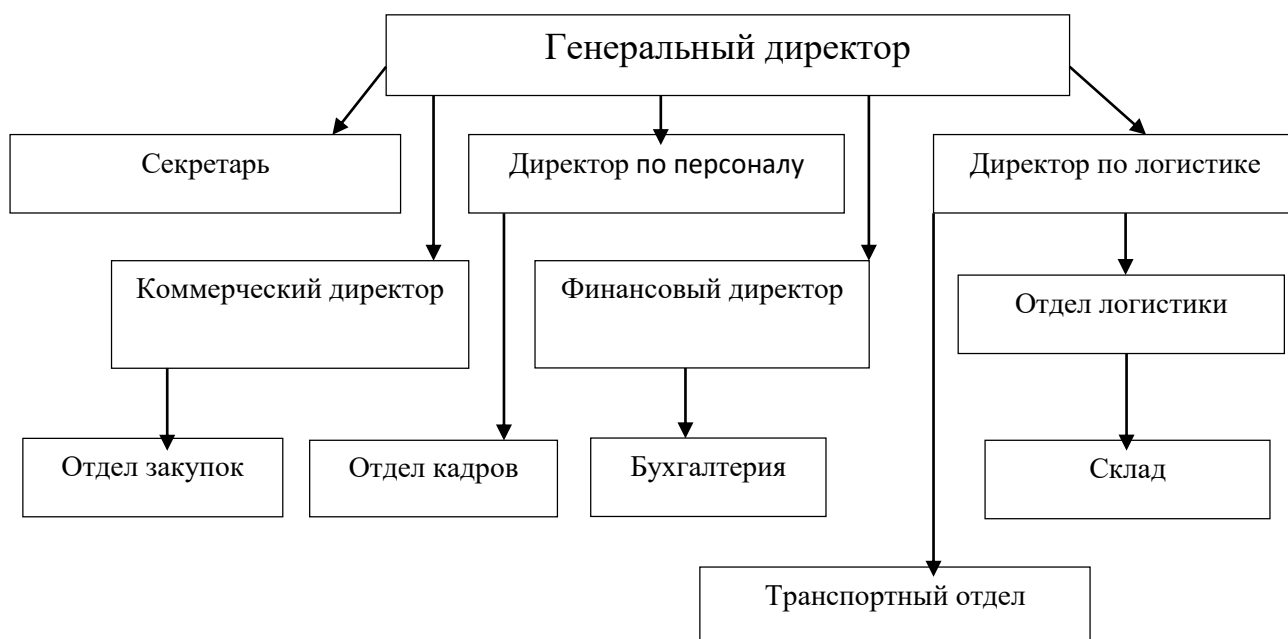 Генеральный директор
Секретарь
Директор по персоналу
Директор по логистике
Коммерческий директор
Финансовый директор
Отдел логистики
Отдел закупок
Отдел кадров
Бухгалтерия
Склад
Транспортный отдел